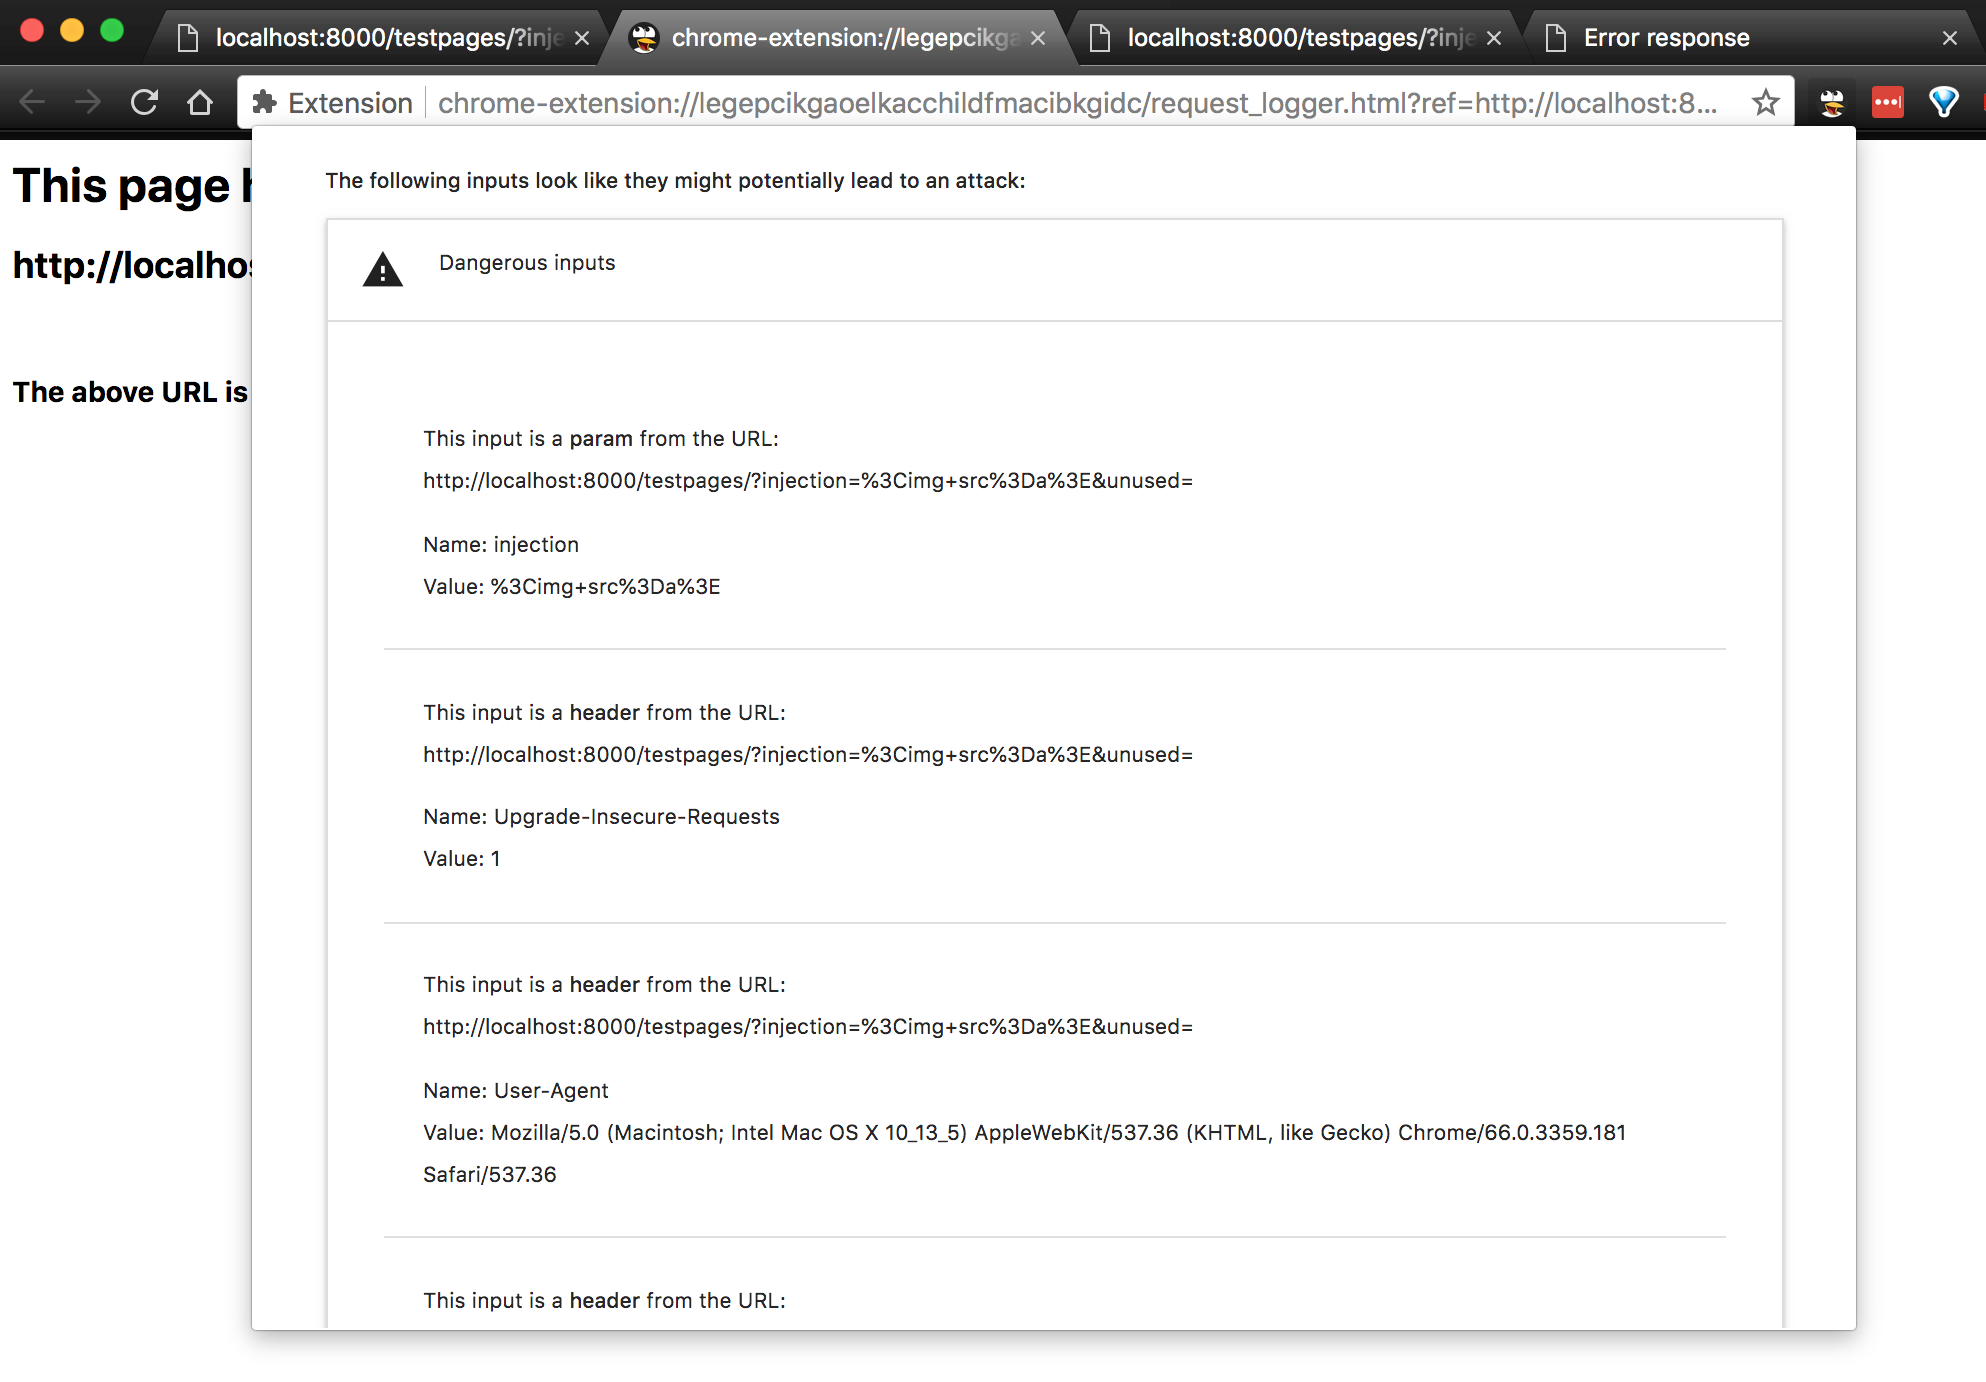 localhost:8000/testpages/?inje
chrome-extension://legepcikga
localhost:8000/testpages/?inje
Error response
Extension
chrome-extension://legepcikgaoelkacchildfmacibkgidc/request_logger.html?ref=http://localhost:8...
This page
http://localhos
The above URL is
The following inputs look like they might potentially lead to an attack:
Dangerous inputs
This input is a param from the URL:
http://localhost:8000/testpages/?injection=%3Cimg+src%3Da%3E&unused=
Name: injection
Value: %3Cimg+src%3Da%3E
This input is a header from the URL:
http://localhost:8000/testpages/?injection=%3Cimg+src%3Da%3E&unused=
Name: Upgrade-Insecure-Requests
Value: 1
This input is a header from the URL:
http://localhost:8000/testpages/?injection=%3Cimg+src%3Da%3E&unused=
Name: User-Agent
Value: Mozilla/5.0 (Macintosh; Intel Mac OS X 10_13_5) AppleWebKit/537.36 (KHTML, like Gecko) Chrome/66.0.3359.181
Safari/537.36
This input is a header from the URL: